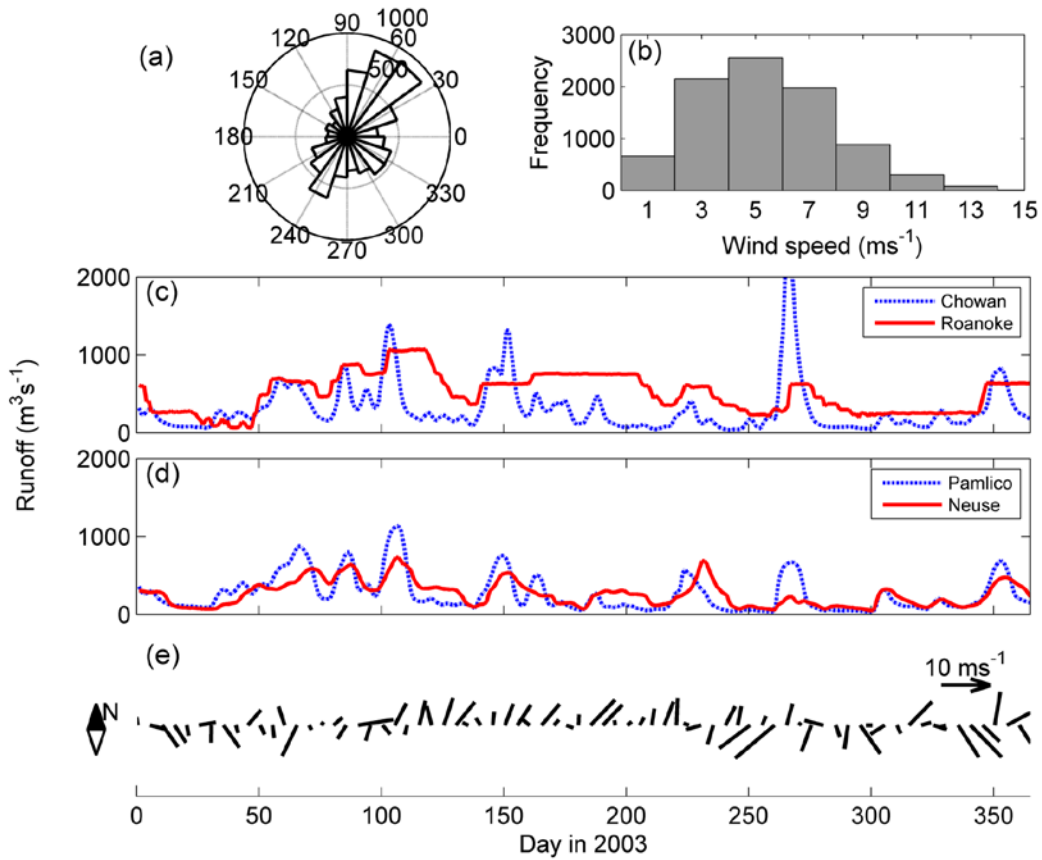 (a)
90
1000
120
60
150
500
30
180
0
210
330
240
300
270
(b)
3000
2000
1000
0
Frequency
1 3 5 7 9 11 13 15
Wind speed (ms⁻¹)
Runoff (m³s⁻¹)
(c)
2000
1000
0
Chowan
Roanoke
(d)
2000
1000
0
Pamlico
Neuse
(e)
10 ms⁻¹
N
0 50 100 150 200 250 300 350
Day in 2003